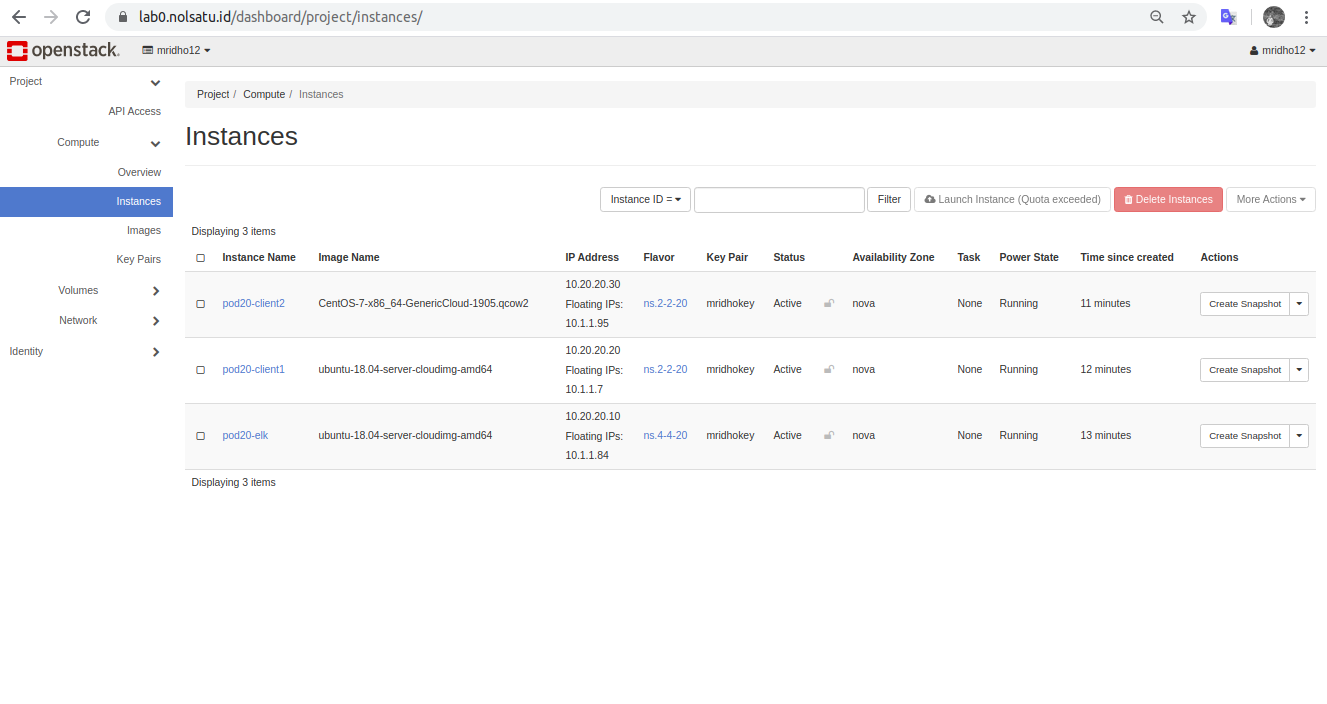 lab0.nolsatu.id/dashboard/project/instances/
openstack. mridho12 mridho12
Project
API Access
Compute
Overview
Instances
Images
Key Pairs
Volumes
Network
Identity
Project / Compute / Instances
Instances
Instance ID = Filter Launch Instance (Quota exceeded) Delete Instances More Actions
Displaying 3 items
Instance Name Image Name IP Address Flavor Key Pair Status Availability Zone Task Power State Time since created Actions
10.20.20.30
pod20-client2 CentOS-7-x86_64-GenericCloud-1905.qcow2 Floating IPs: ns.2-2-20 mridhokey Active nova None Running 11 minutes Create Snapshot
10.1.1.95
10.20.20.20
pod20-client1 ubuntu-18.04-server-cloudimg-amd64 Floating IPs: ns.2-2-20 mridhokey Active nova None Running 12 minutes Create Snapshot
10.1.1.7
10.20.20.10
pod20-elk ubuntu-18.04-server-cloudimg-amd64 Floating IPs: ns.4-4-20 mridhokey Active nova None Running 13 minutes Create Snapshot
10.1.1.84
Displaying 3 items